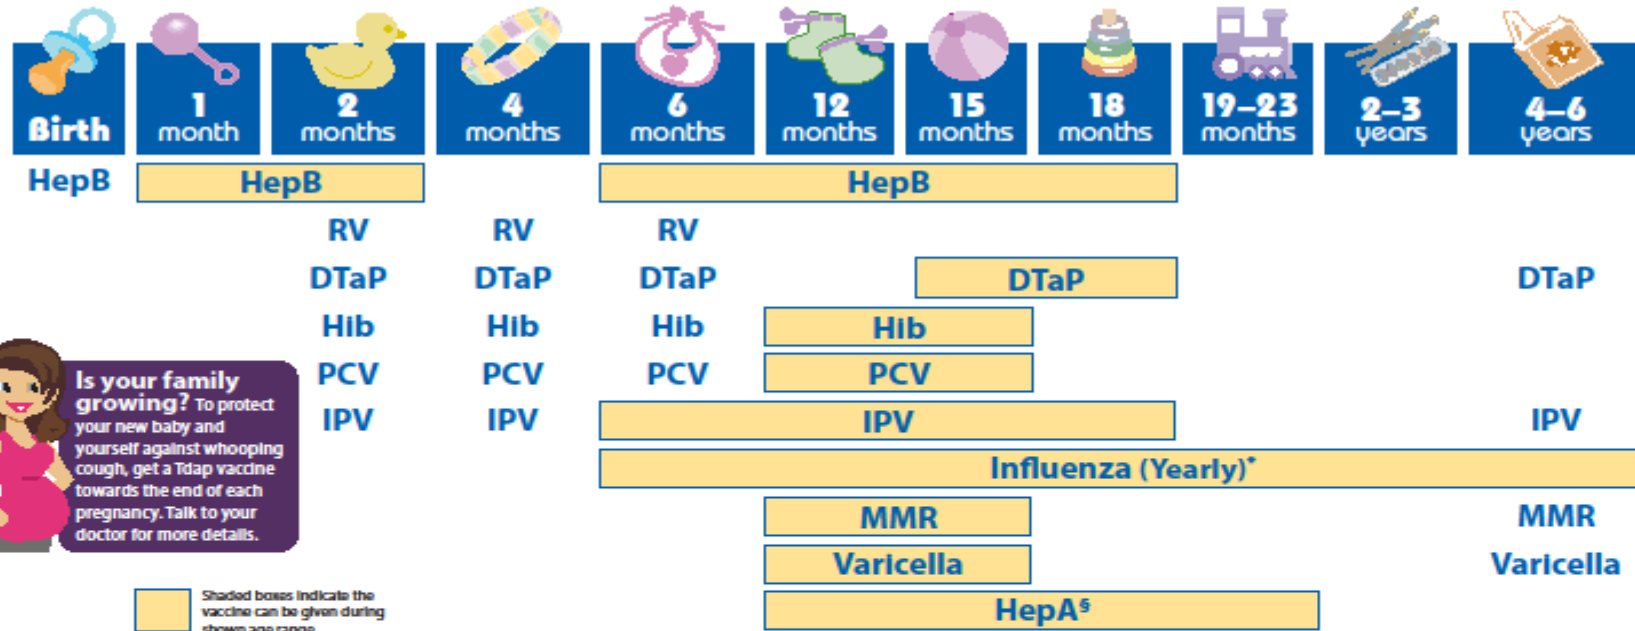 Birth
1 month
2 months
4 months
6 months
12 months
15 months
18 months
19–23 months
2–3 years
4–6 years
HepB HepB HepB
RV RV RV
DTaP DTaP DTaP DTaP DTaP
Hib Hib Hib Hib
PCV PCV PCV PCV
IPV IPV IPV IPV
Influenza (Yearly)*
MMR MMR
Varicella Varicella
HepA§
Is your family
growing? To protect
your new baby and
yourself against whooping
cough, get a Tdap vaccine
towards the end of each
pregnancy. Talk to your
doctor for more details.
Shaded boxes indicate the
vaccine can be given during
shown age range